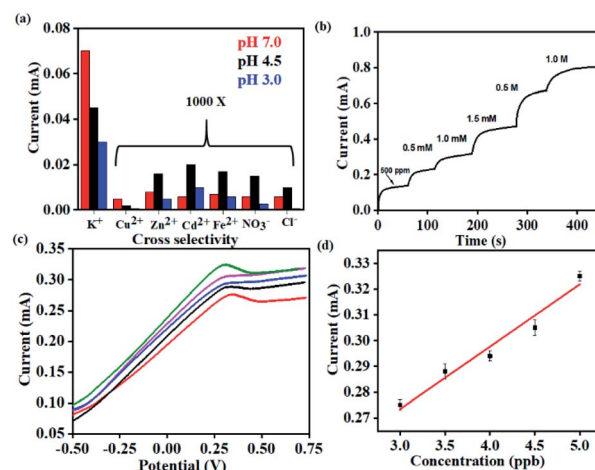 (a)
pH 7.0
pH 4.5
pH 3.0
1000 X
Current (mA)
0.08
0.06
0.04
0.02
0.00
K⁺ Cu²⁺ Zn²⁺ Cd²⁺ Fe²⁺ NO₃⁻ Cl⁻
Cross selectivity
(b)
Current (mA)
1.0
0.8
0.6
0.4
0.2
0.0
500 ppm
0.5 mM
1.0 mM
1.5 mM
0.5 M
1.0 M
0 100 200 300 400
Time (s)
(c)
Current (mA)
0.35
0.30
0.25
0.20
0.15
0.10
0.05
-0.50 -0.25 0.00 0.25 0.50 0.75
Potential (V)
(d)
Current (mA)
0.33
0.32
0.31
0.30
0.29
0.28
0.27
3.0 3.5 4.0 4.5 5.0
Concentration (ppb)